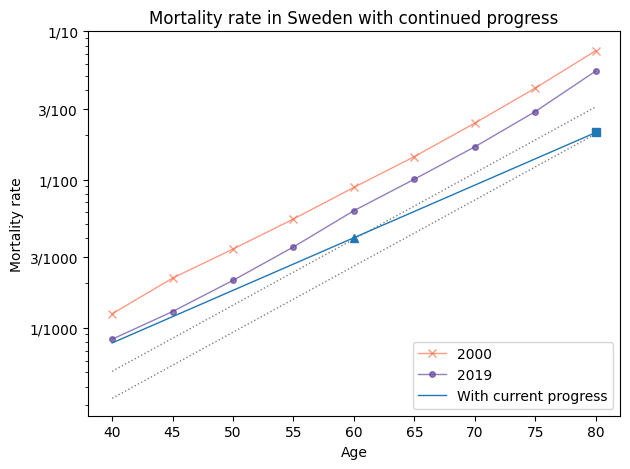 Mortality rate in Sweden with continued progress
1/10
3/100
1/100
3/1000
1/1000
Mortality rate
40 45 50 55 60 65 70 75 80
Age
2000
2019
With current progress